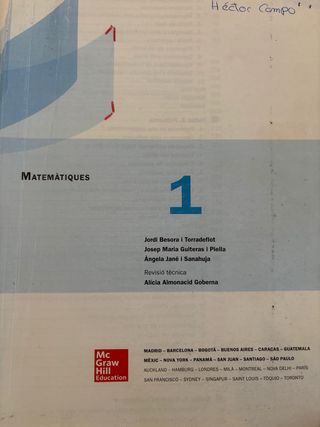 Héctor Campo
MATEMÀTIQUES
1
Jordi Besora i Torradeflot
Josep Maria Guiteras i Piella
Àngela Jané i Sanahuja
Revisió tècnica
Alícia Almonacid Goberna
Mc
Graw
Hill
Education
MADRID – BARCELONA – BOGOTÁ – BUENOS AIRES – CARACAS – GUATEMALA
MÈXIC – NOVA YORK – PANAMÀ – SAN JUAN – SANTIAGO – SÃO PAULO
AUCKLAND – HAMBURG – LONDRES – MILÀ – MONTREAL – NOVA DELHI – PARÍS
SAN FRANCISCO – SYDNEY – SINGAPUR – SAINT LOUIS – TÒQUIO – TORONTO